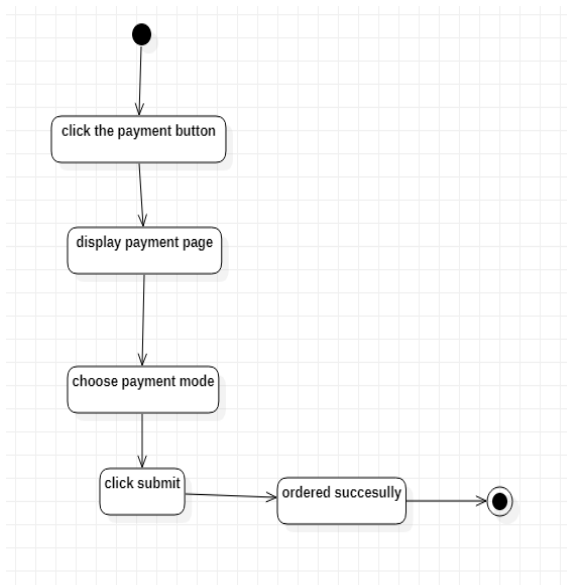 click the payment button
display payment page
choose payment mode
click submit
ordered succesully